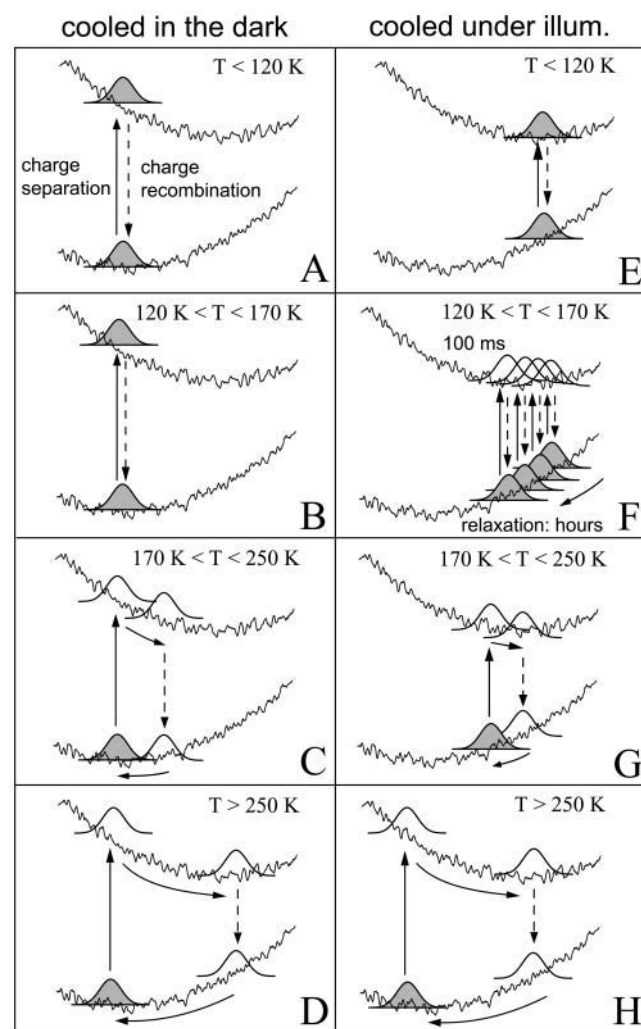 cooled in the dark
cooled under illum.
T < 120 K
charge
separation
charge
recombination
A
T < 120 K
E
120 K < T < 170 K
B
120 K < T < 170 K
100 ms
F
relaxation: hours
170 K < T < 250 K
C
170 K < T < 250 K
G
T > 250 K
D
T > 250 K
H